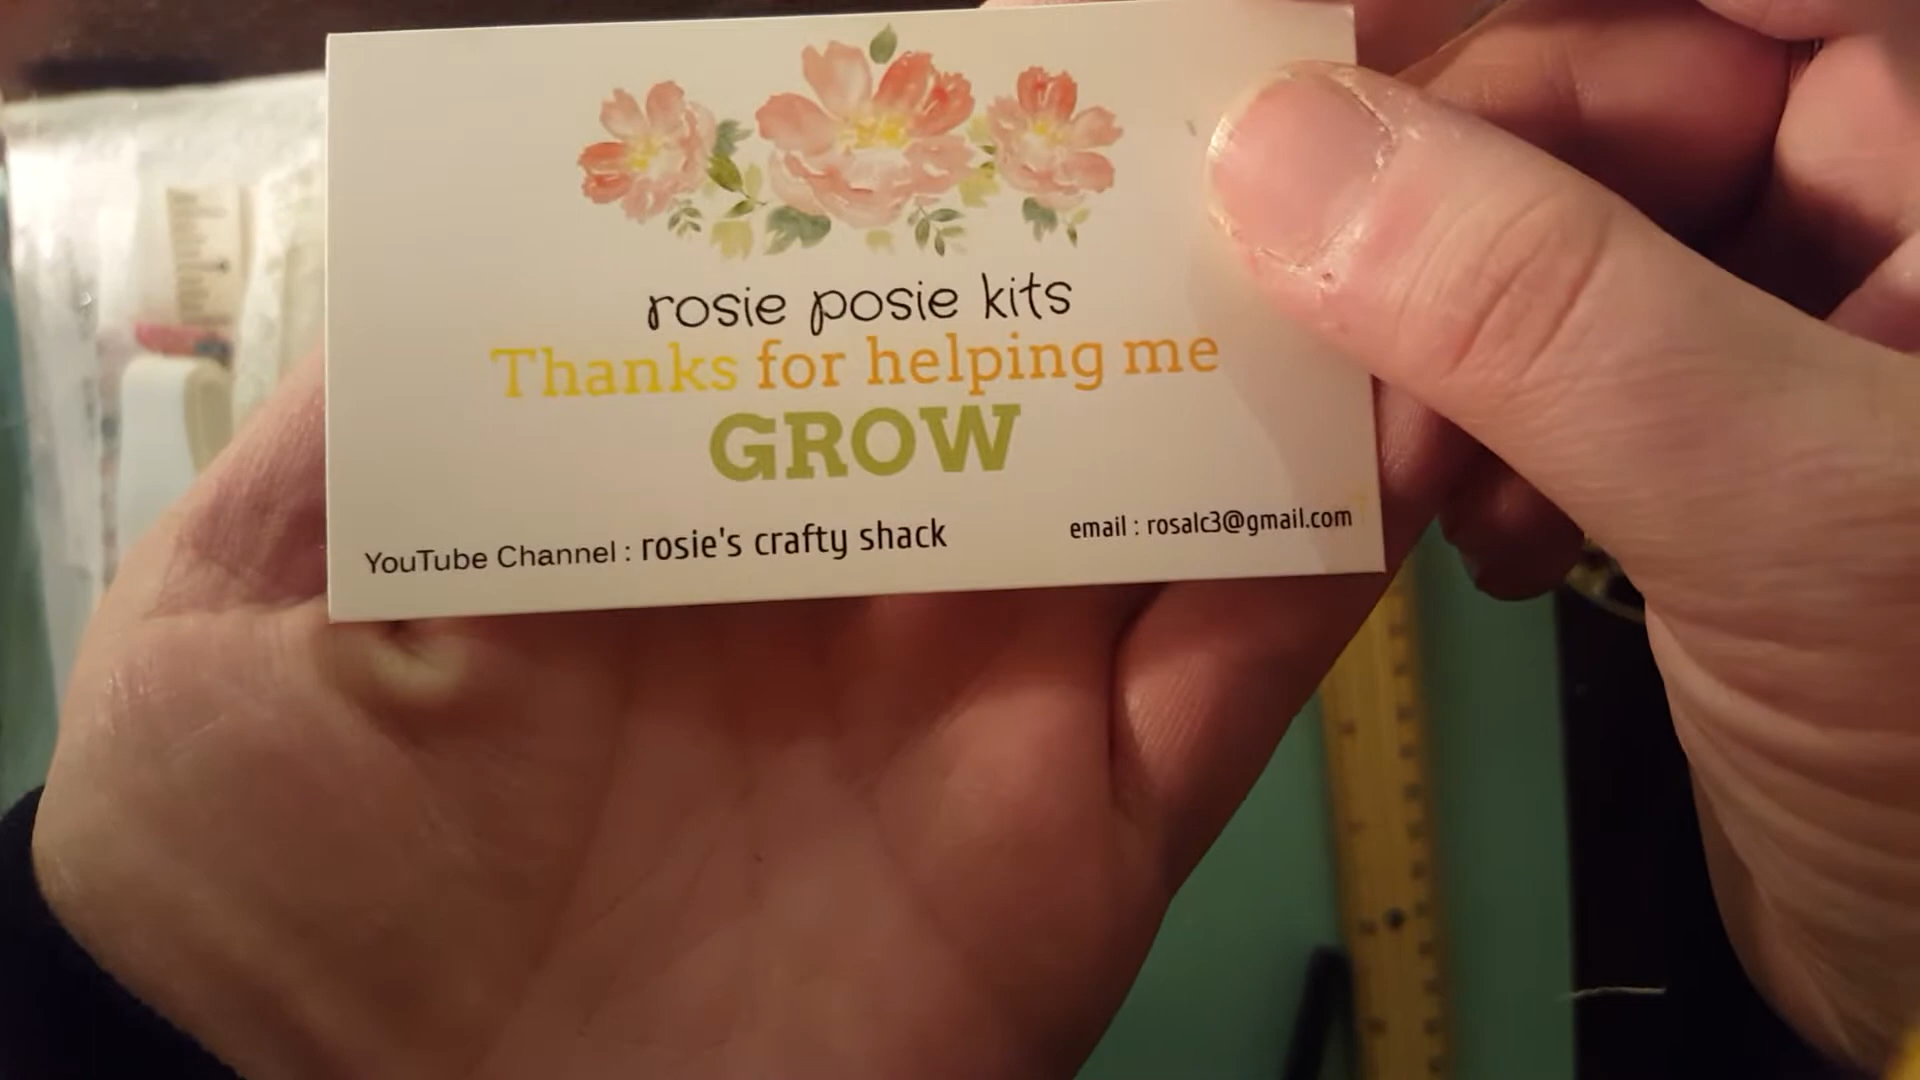 rosie posie kits
Thanks for helping me
GROW
YouTube Channel : rosie's crafty shack
email : rosalc3@gmail.com